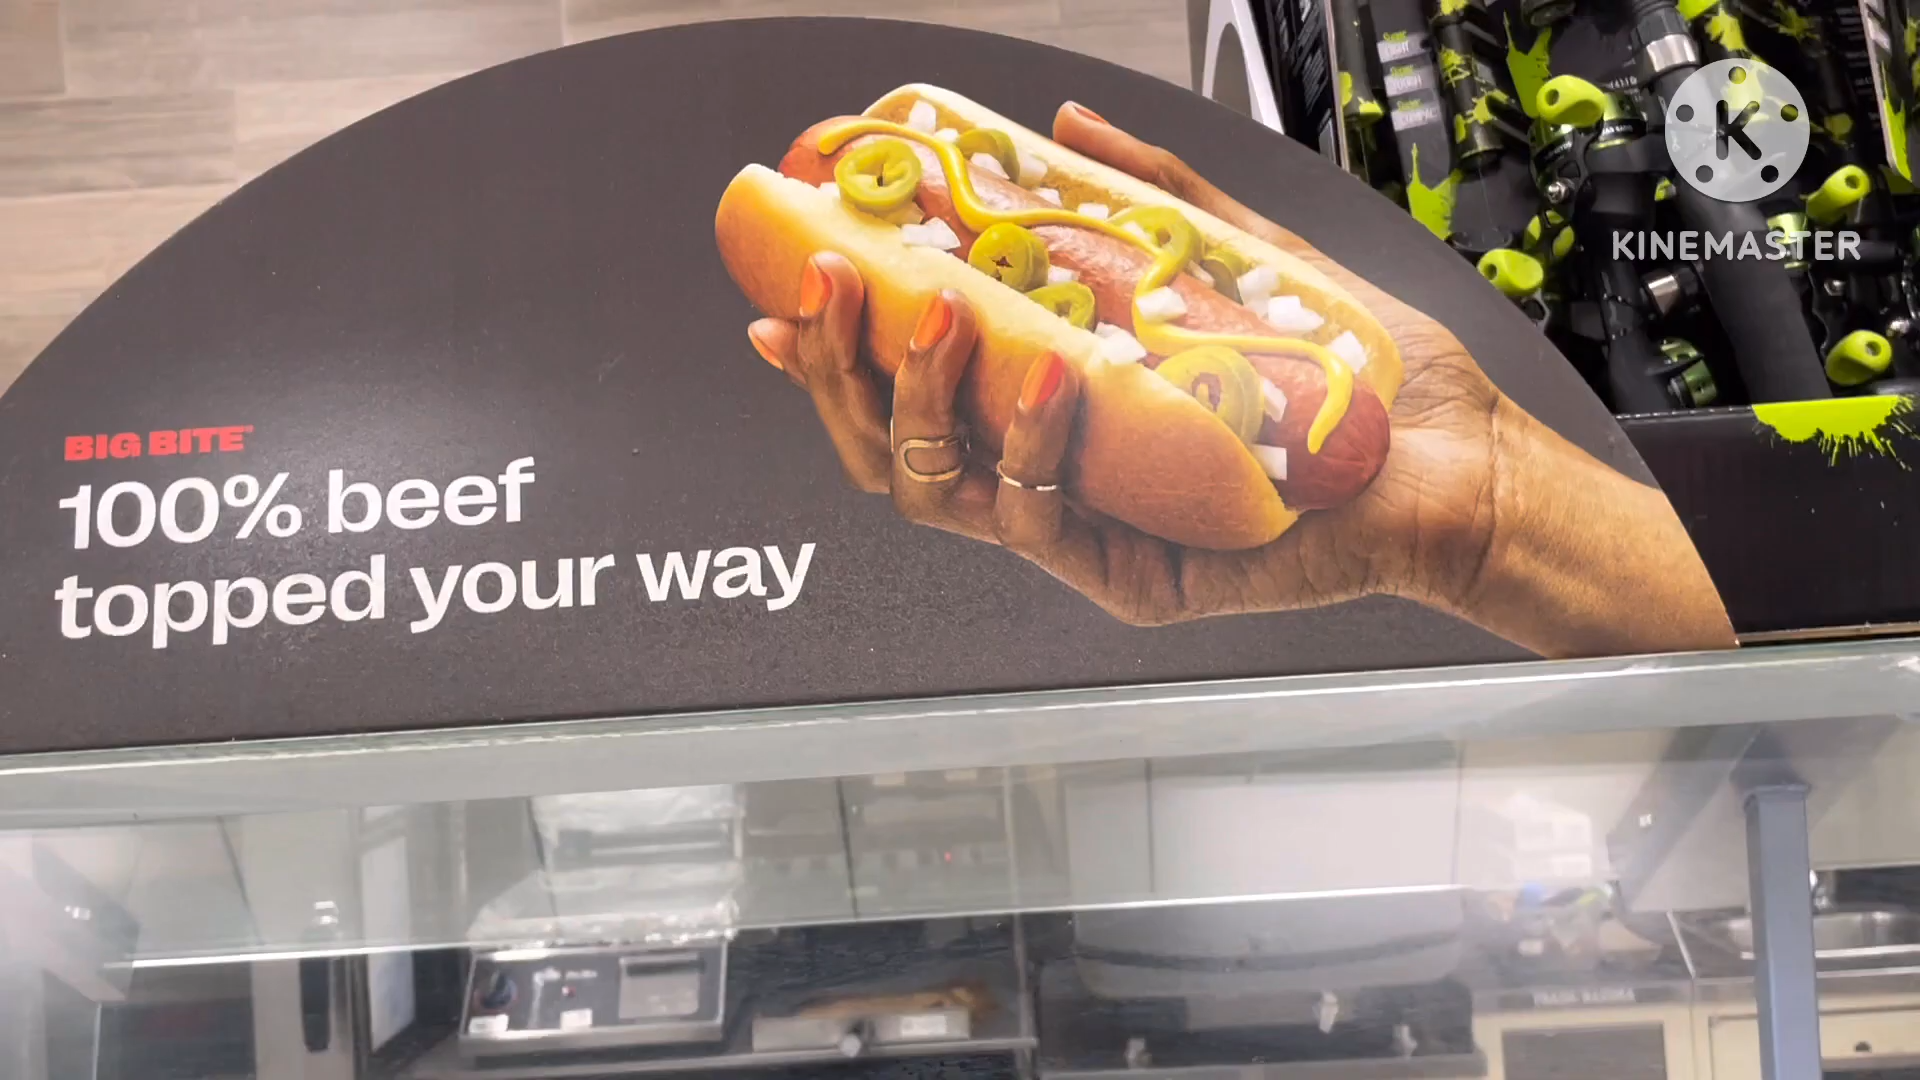 BIG BITE
100% beef
topped your way
K
KINEMASTER